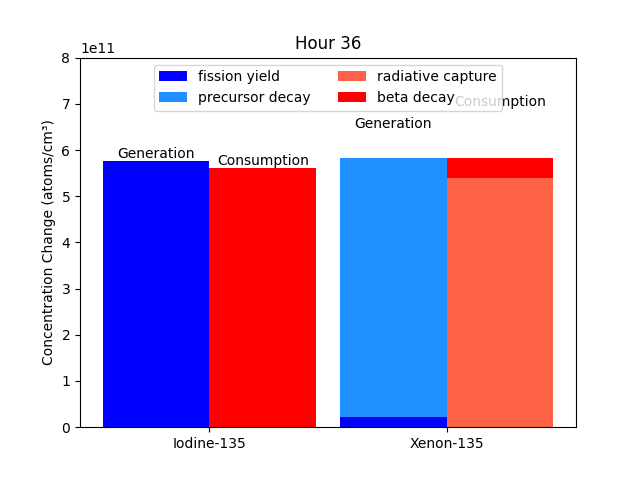 Hour 36
1e11
8
7
6
5
4
3
2
1
0
Concentration Change (atoms/cm³)
fission yield
precursor decay
radiative capture
beta decay
Generation
Consumption
Generation
Consumption
Iodine-135
Xenon-135